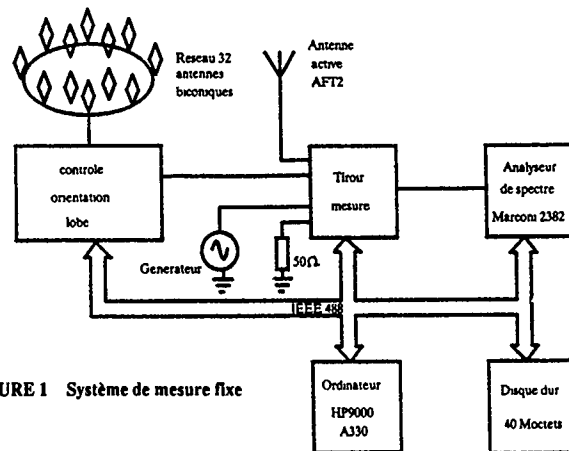 Reseau 32
antennes
biconiques
Antenne
active
AFT2
controle
orientation
lobe
Tiroir
mesure
Analyseur
de spectre
Marconi 2382
Generateur
50Ω
IEEE 488
URE 1 Système de mesure fixe
Ordinateur
HP9000
A330
Disque dur
40 Moctets